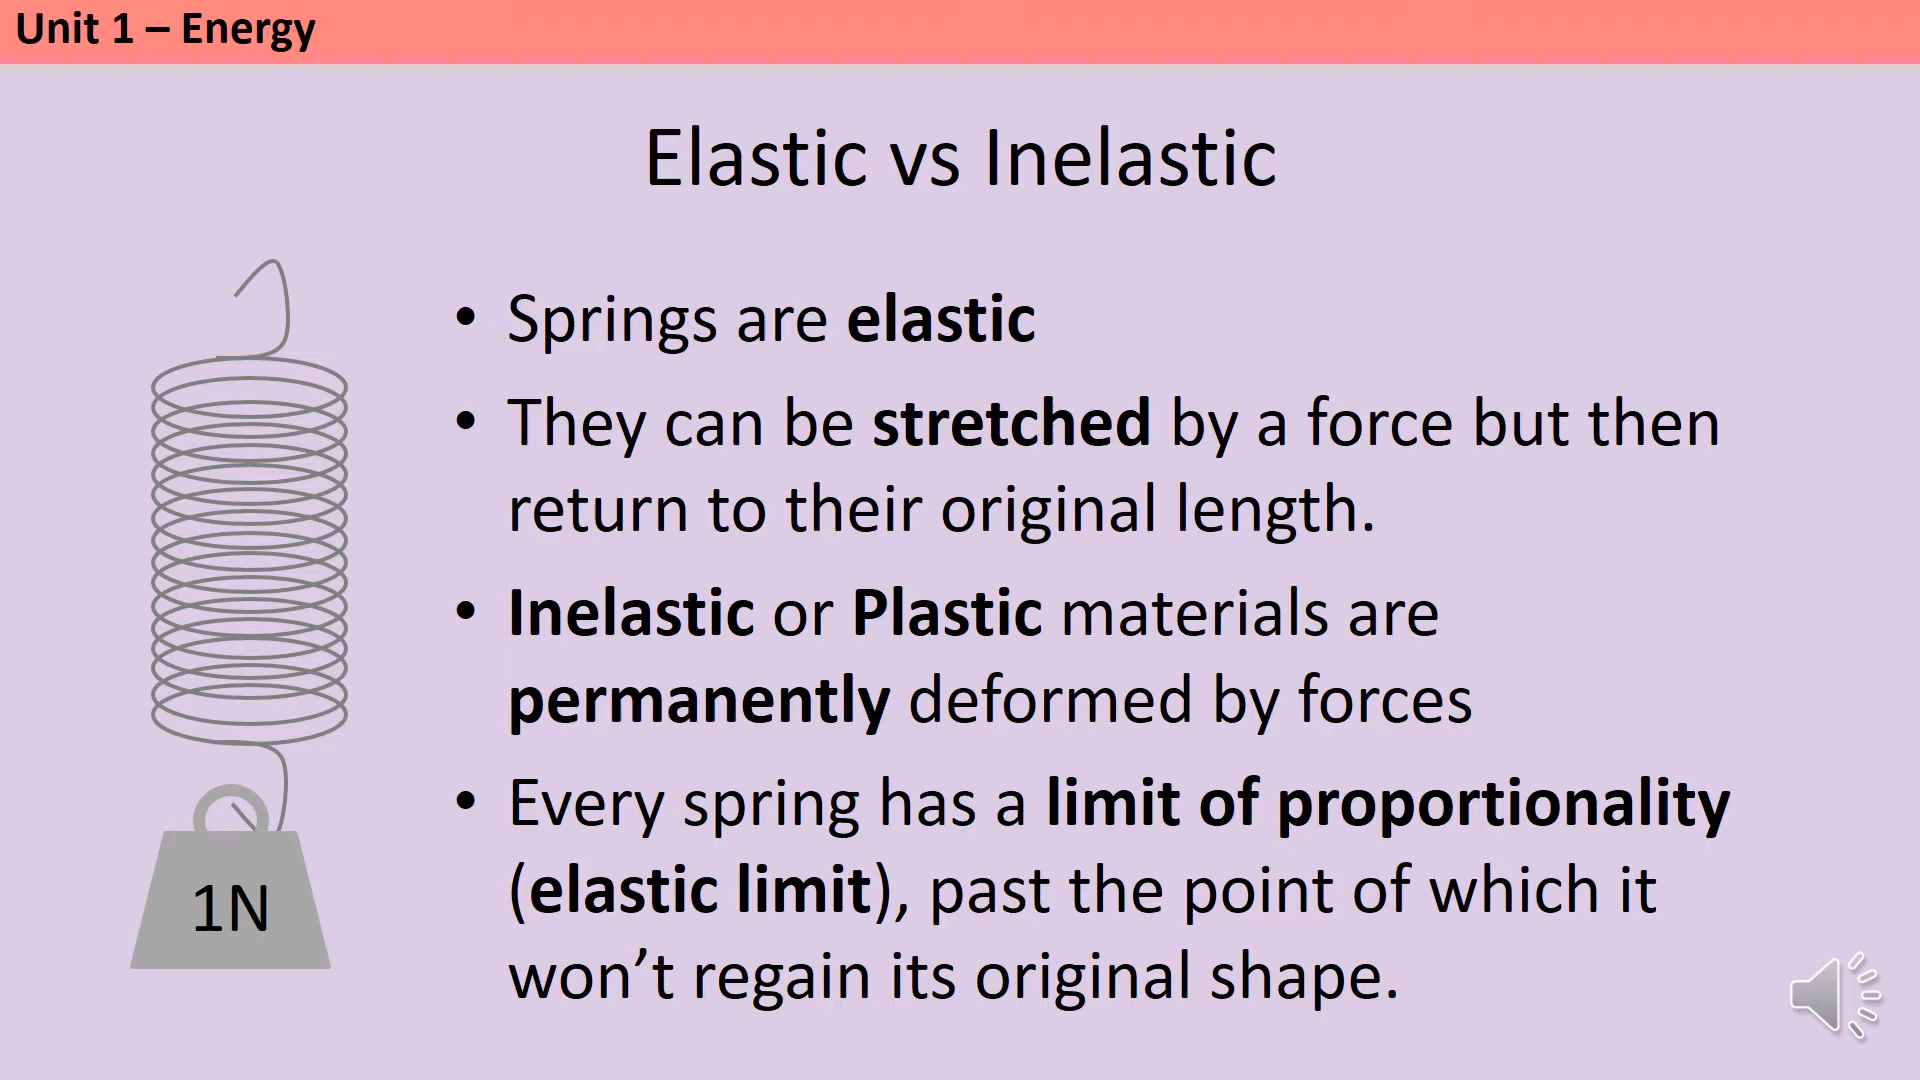 Unit 1 – Energy
Elastic vs Inelastic
• Springs are elastic
• They can be stretched by a force but then
return to their original length.
• Inelastic or Plastic materials are
permanently deformed by forces
• Every spring has a limit of proportionality
(elastic limit), past the point of which it
won’t regain its original shape.
1N